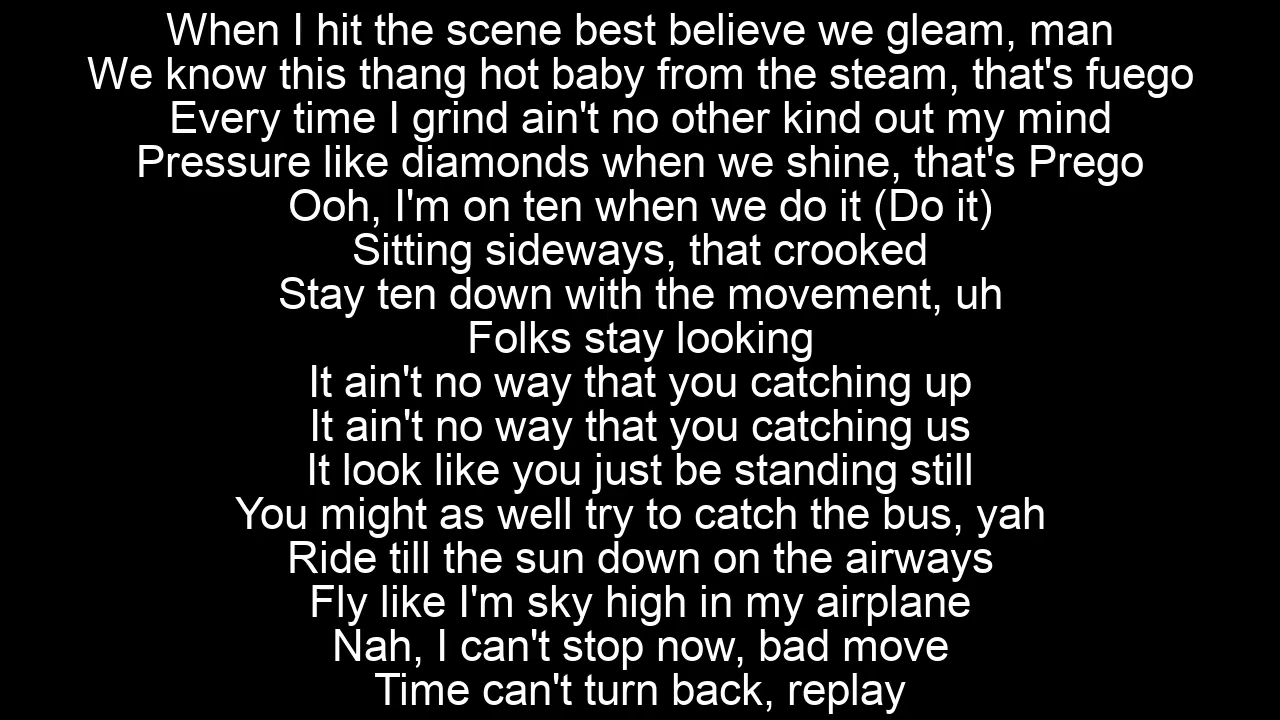 When I hit the scene best believe we gleam, man
We know this thang hot baby from the steam, that's fuego
Every time I grind ain't no other kind out my mind
Pressure like diamonds when we shine, that's Prego
Ooh, I'm on ten when we do it (Do it)
Sitting sideways, that crooked
Stay ten down with the movement, uh
Folks stay looking
It ain't no way that you catching up
It ain't no way that you catching us
It look like you just be standing still
You might as well try to catch the bus, yah
Ride till the sun down on the airways
Fly like I'm sky high in my airplane
Nah, I can't stop now, bad move
Time can't turn back, replay